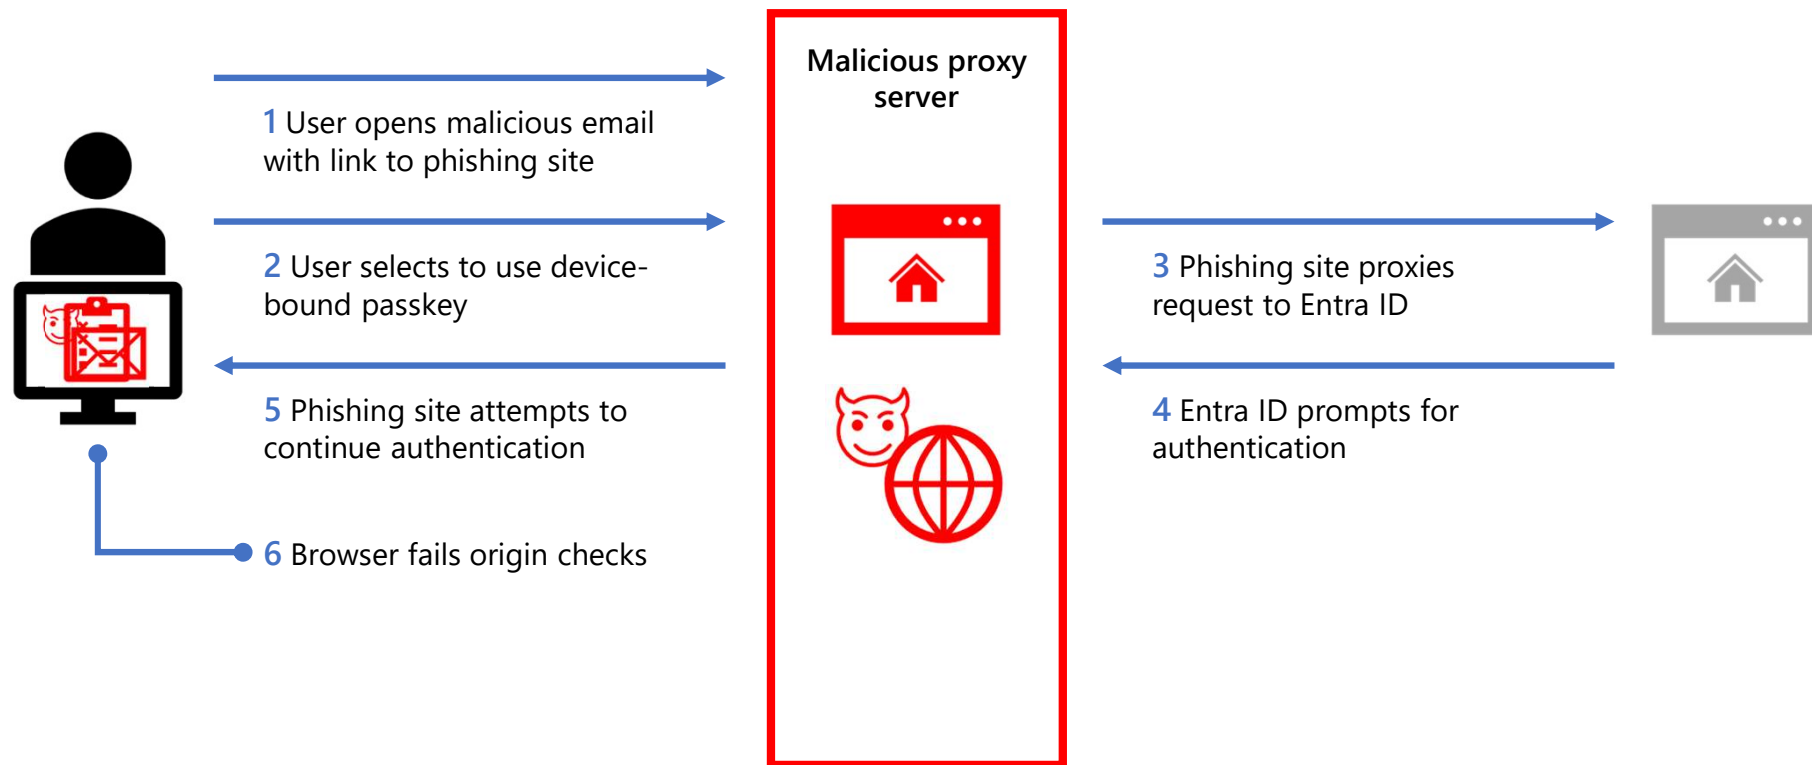 Malicious proxy
server
1 User opens malicious email
with link to phishing site
2 User selects to use device-
bound passkey
3 Phishing site proxies
request to Entra ID
5 Phishing site attempts to
continue authentication
4 Entra ID prompts for
authentication
6 Browser fails origin checks